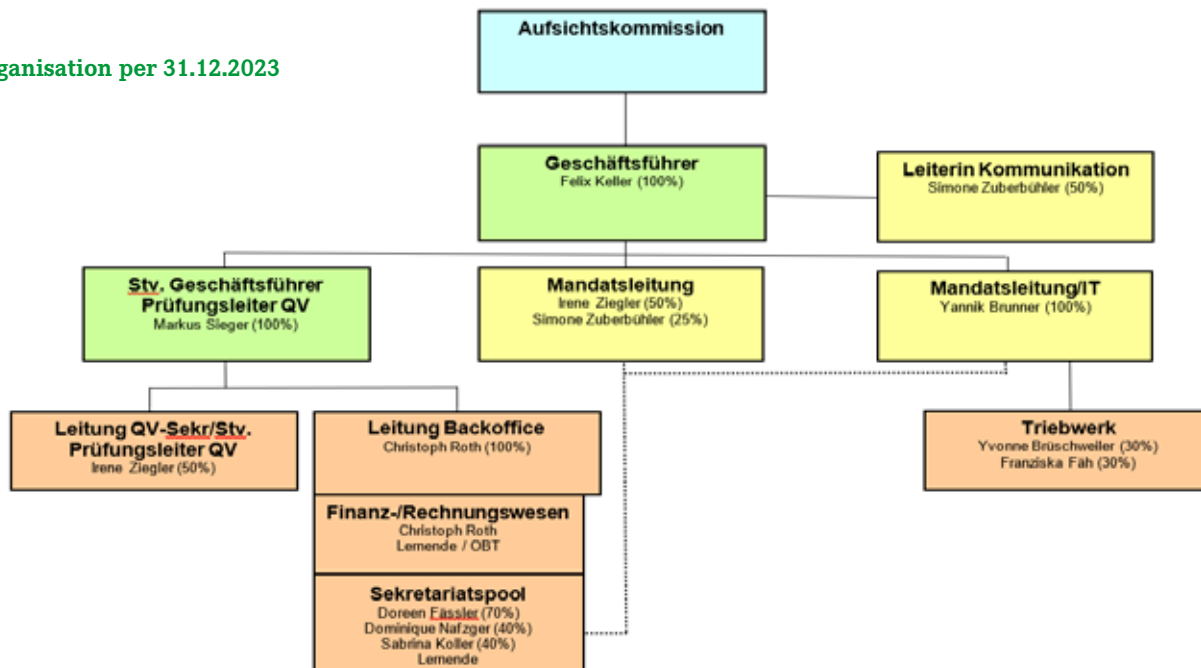 ganisation per 31.12.2023
Aufsichtskommission
Geschäftsführer
Felix Keller (100%)
Leiterin Kommunikation
Simone Zuberbühler (50%)
Stv. Geschäftsführer
Prüfungsleiter QV
Markus Sieger (100%)
Mandatsleitung
Irene Ziegler (50%)
Simone Zuberbühler (25%)
Mandatsleitung/IT
Yannik Brunner (100%)
Leitung QV-Sekr/Stv.
Prüfungsleiter QV
Irene Ziegler (50%)
Leitung Backoffice
Christoph Roth (100%)
Triebwerk
Yvonne Brüschweiler (30%)
Franziska Fäh (30%)
Finanz-/Rechnungswesen
Christoph Roth
Lernende / OBT
Sekretariatspool
Doreen Fässler (70%)
Dominique Nafzger (40%)
Sabrina Koller (40%)
Lernende